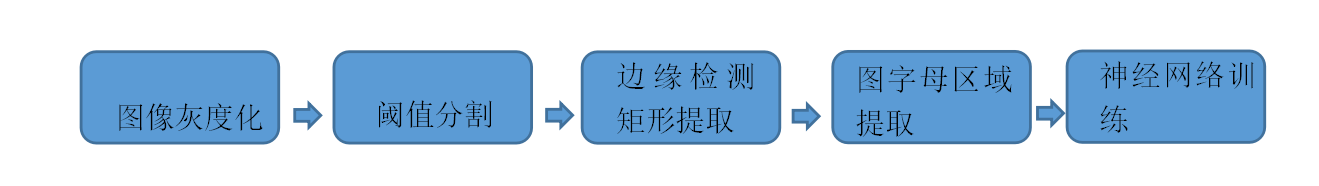 图像灰度化
阈值分割
边缘检测
矩形提取
图字母区域
提取
神经网络训
练